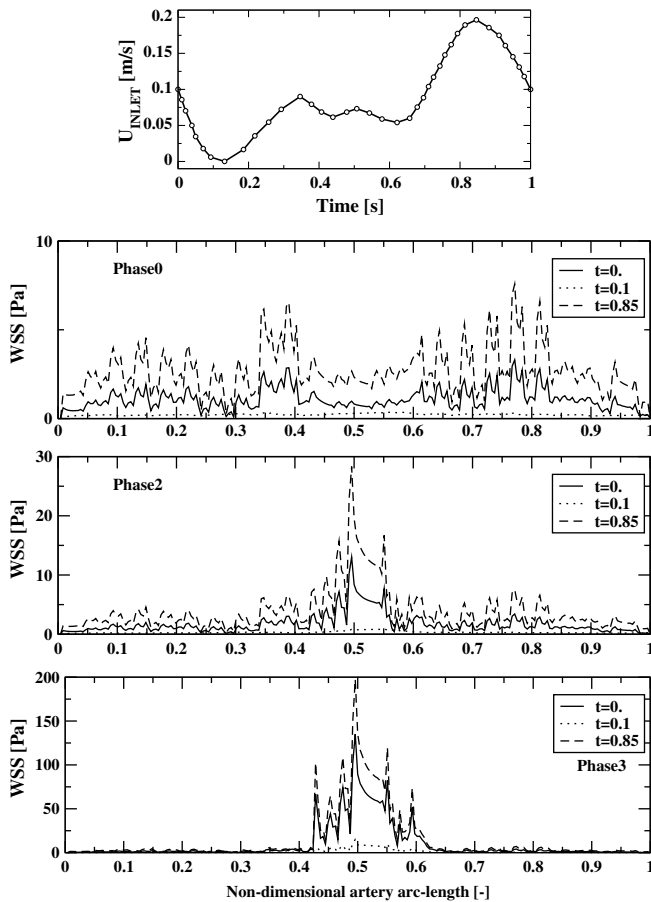 0.2
0.15
0.1
0.05
0
U_INLET [m/s]
0 0.2 0.4 0.6 0.8 1
Time [s]
10
5
0
WSS [Pa]
Phase0
t=0.
t=0.1
t=0.85
0 0.1 0.2 0.3 0.4 0.5 0.6 0.7 0.8 0.9 1
30
25
20
15
10
5
0
WSS [Pa]
Phase2
t=0.
t=0.1
t=0.85
0 0.1 0.2 0.3 0.4 0.5 0.6 0.7 0.8 0.9 1
200
150
100
50
0
WSS [Pa]
t=0.
t=0.1
t=0.85
Phase3
0 0.1 0.2 0.3 0.4 0.5 0.6 0.7 0.8 0.9 1
Non-dimensional artery arc-length [-]